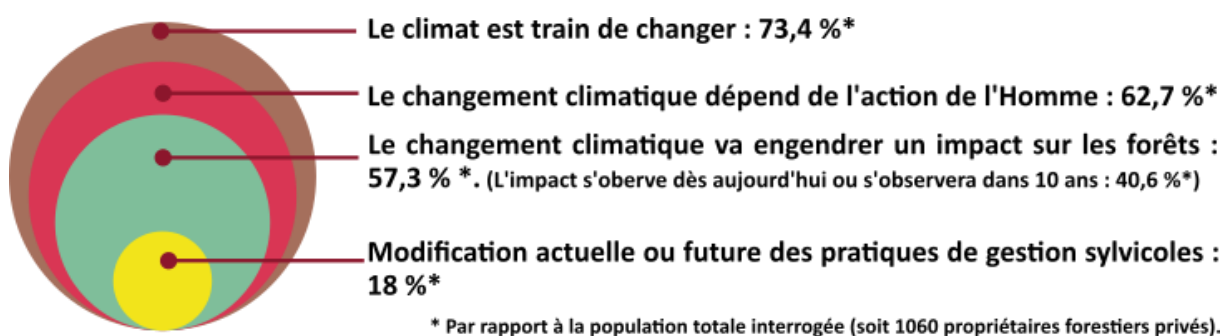 Le climat est train de changer : 73,4 %*
Le changement climatique dépend de l'action de l'Homme : 62,7 %*
Le changement climatique va engendrer un impact sur les forêts :
57,3 % *. (L'impact s'oberve dès aujourd'hui ou s'observera dans 10 ans : 40,6 %*)
Modification actuelle ou future des pratiques de gestion sylvicoles :
18 %*
* Par rapport à la population totale interrogée (soit 1060 propriétaires forestiers privés).